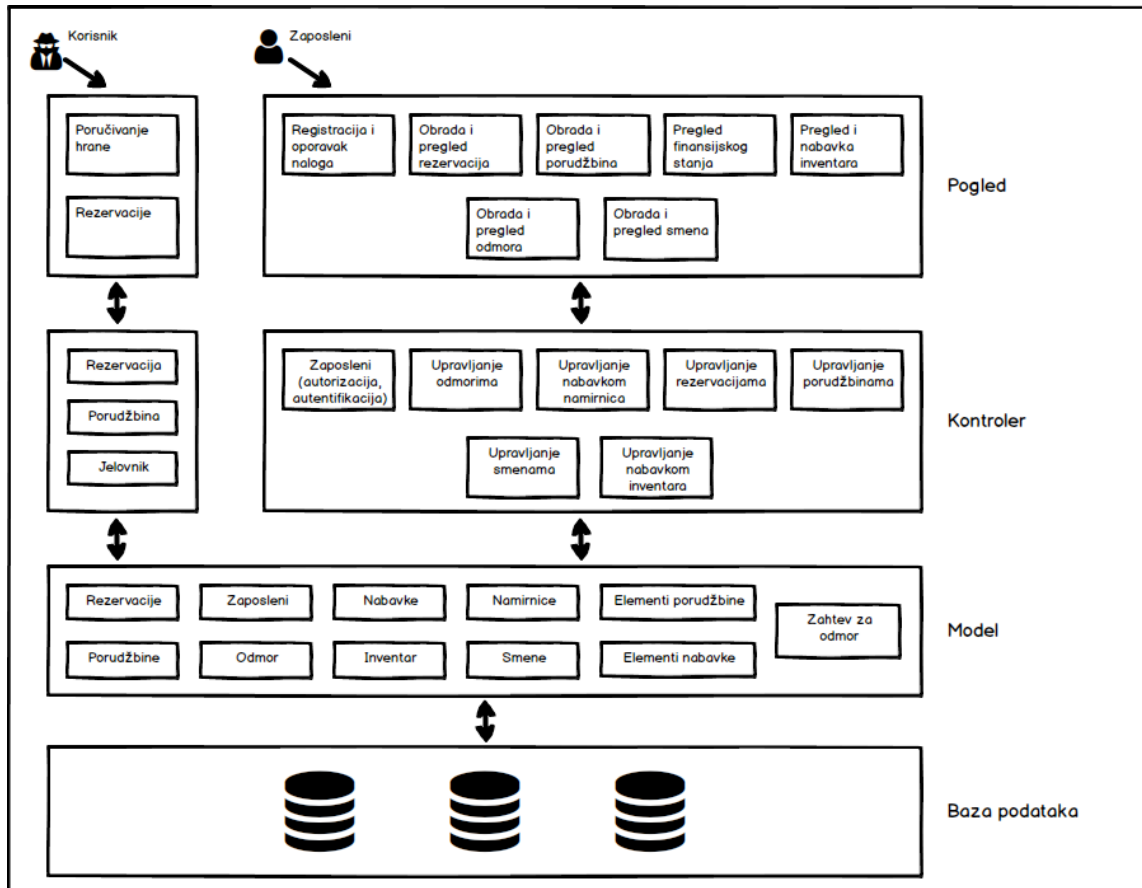 Korisnik
Zaposleni
Poručivanje
hrane
Rezervacije
Registracija i
oporavak
naloga
Obrada i
pregled
rezervacija
Obrada i
pregled
porudžbina
Pregled
finansijskog
stanja
Pregled i
nabavka
inventara
Obrada i
pregled
odmora
Obrada i
pregled smena
Pogled
Rezervacija
Porudžbina
Jelovnik
Zaposleni
(autorizacija,
autentifikacija)
Upravljanje
odmorima
Upravljanje
nabavkom
namirnica
Upravljanje
rezervacijama
Upravljanje
porudžbinama
Upravljanje
smenama
Upravljanje
nabavkom
inventara
Kontroler
Rezervacije
Zaposleni
Nabavke
Namirnice
Elementi porudžbine
Zahtev za
odmor
Porudžbine
Odmor
Inventar
Smene
Elementi nabavke
Model
Baza podataka